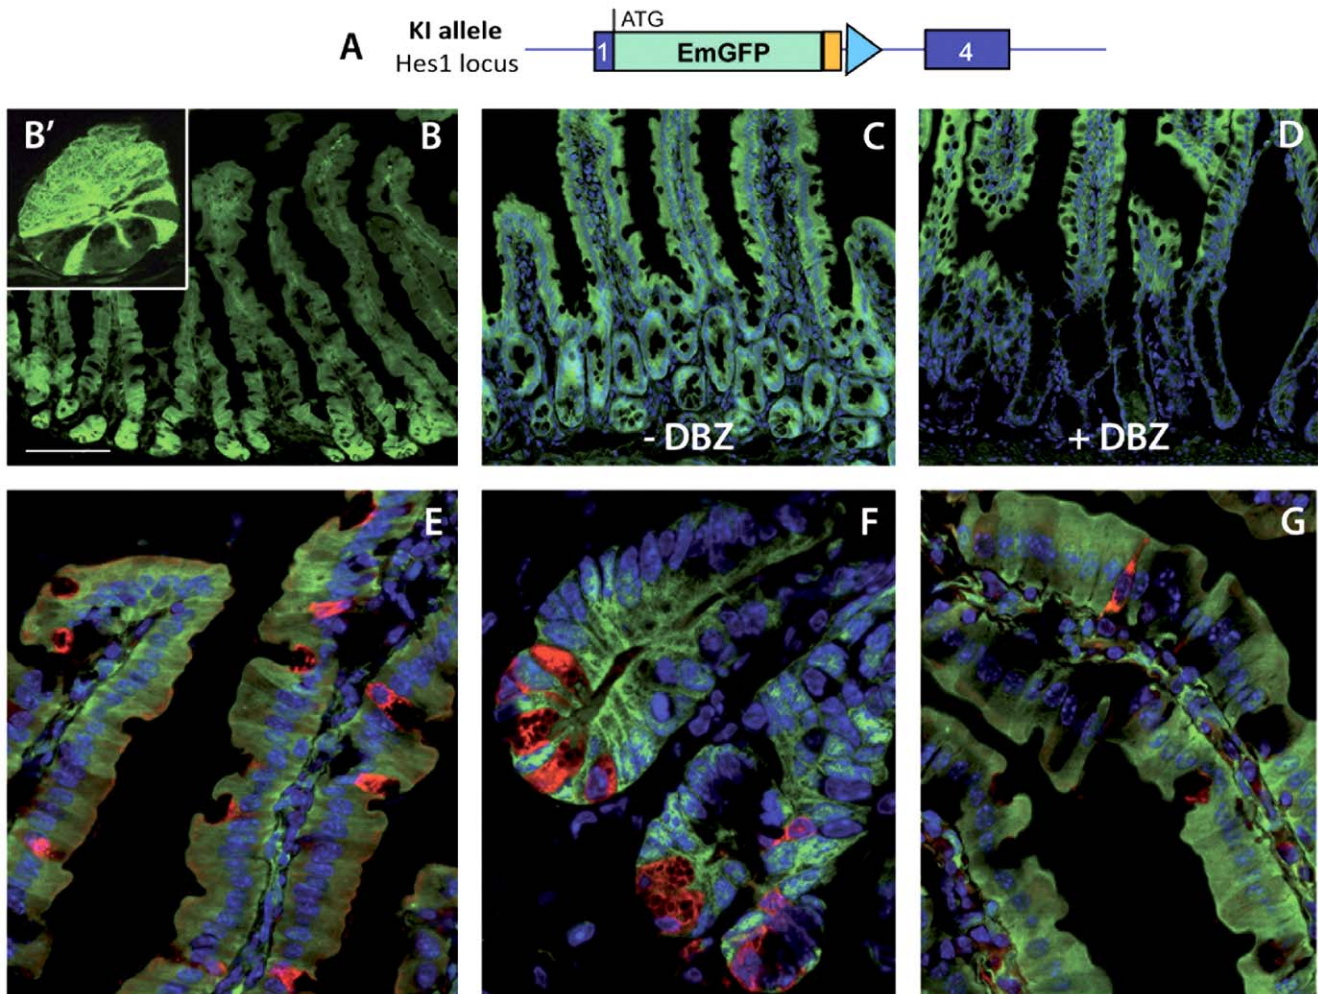 A
KI allele
Hes1 locus
ATG
1
EmGFP
4
B'
B
C
- DBZ
D
+ DBZ
E
F
G